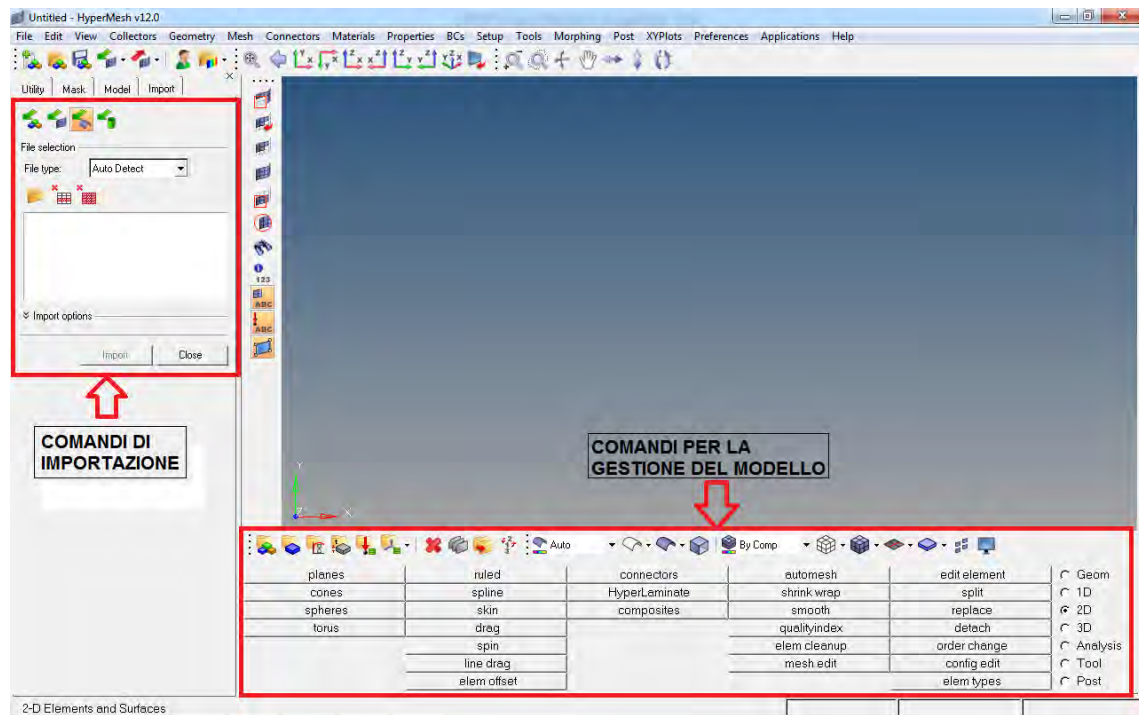 Untitled - HyperMesh v12.0
File Edit View Collectors Geometry Mesh Connectors Materials Properties BCs Setup Tools Morphing Post XYPlots Preferences Applications Help
Utility Mask Model Import
File selection
File type: Auto Detect
Import options
Import Close
123
ABC
ABC
COMANDI DI
IMPORTAZIONE
COMANDI PER LA
GESTIONE DEL MODELLO
Y
Z X
Auto By Comp
planes ruled connectors automesh edit element Geom
cones spline HyperLaminate shrink wrap split 1D
spheres skin composites smooth replace 2D
torus drag qualityindex detach 3D
spin elem cleanup order change Analysis
line drag mesh edit config edit Tool
elem offset elem types Post
2-D Elements and Surfaces